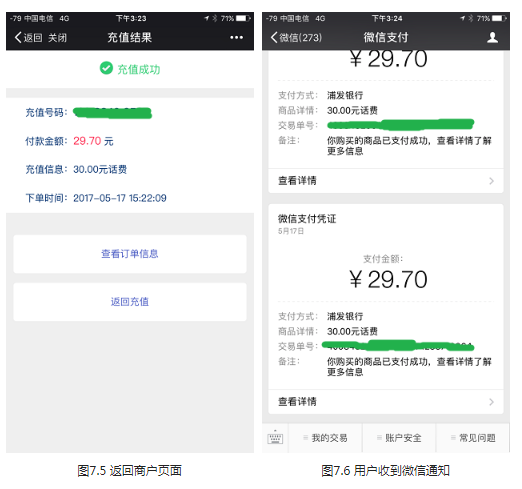 -79 中国电信 4G 下午3:23 71%
返回 关闭 充值结果
充值成功
充值号码：
付款金额： 29.70 元
充值信息： 30.00元话费
下单时间： 2017-05-17 15:22:09
查看订单信息
返回充值
图7.5 返回商户页面
-79 中国电信 4G 下午3:24 71%
微信(273) 微信支付
￥29.70
支付方式： 浦发银行
商品详情： 30.00元话费
交易单号：
备注： 你购买的商品已支付成功，查看详情了解
更多信息
查看详情
微信支付凭证
5月17日
支付金额：
￥29.70
支付方式： 浦发银行
商品详情： 30.00元话费
交易单号：
备注： 你购买的商品已支付成功，查看详情了解
更多信息
查看详情
我的交易 账户安全 常见问题
图7.6 用户收到微信通知